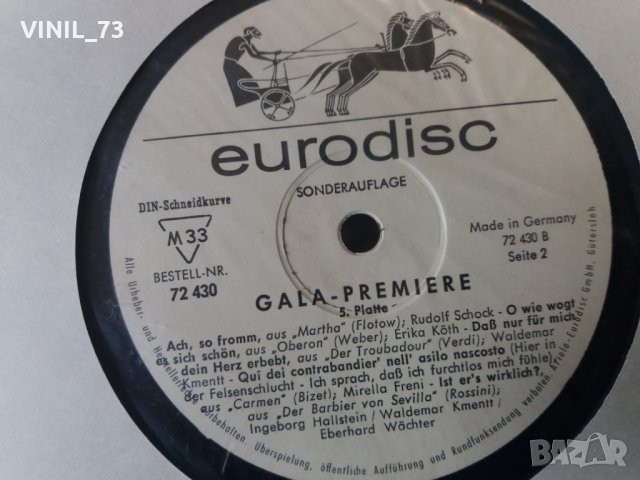 VINIL_73
eurodisc
SONDERAUFLAGE
DIN-Schneidkurve
M 33
BESTELL-NR.
72 430
Made in Germany
72 430 B
Seite 2
GALA-PREMIERE
5. Platte
Ach, so fromm, aus „Martha" (Flotow); Rudolf Schock - O wie wogt
es sich schön, aus „Oberon" (Weber); Erika Köth - Daß nur für mich
dein Herz erbebt, aus „Der Troubadour" (Verdi); Waldemar
Kmentt - Qui dei contrabandier' nell' asilo nascosto (Hier in
der Felsenschlucht - Ich sprach, daß ich furchtlos mich fühle)
aus „Carmen" (Bizet); Mirella Freni - Ist er's wirklich?,
aus „Der Barbier von Sevilla" (Rossini);
Ingeborg Hallstein / Waldemar Kmentt /
Eberhard Wächter
Alle Urheber- und vorbehalten. Überspielung, öffentliche Aufführung und Rundfunksendung verboten. Ariola-Eurodisc GmbH, Gütersloh
BAZAR
.bg